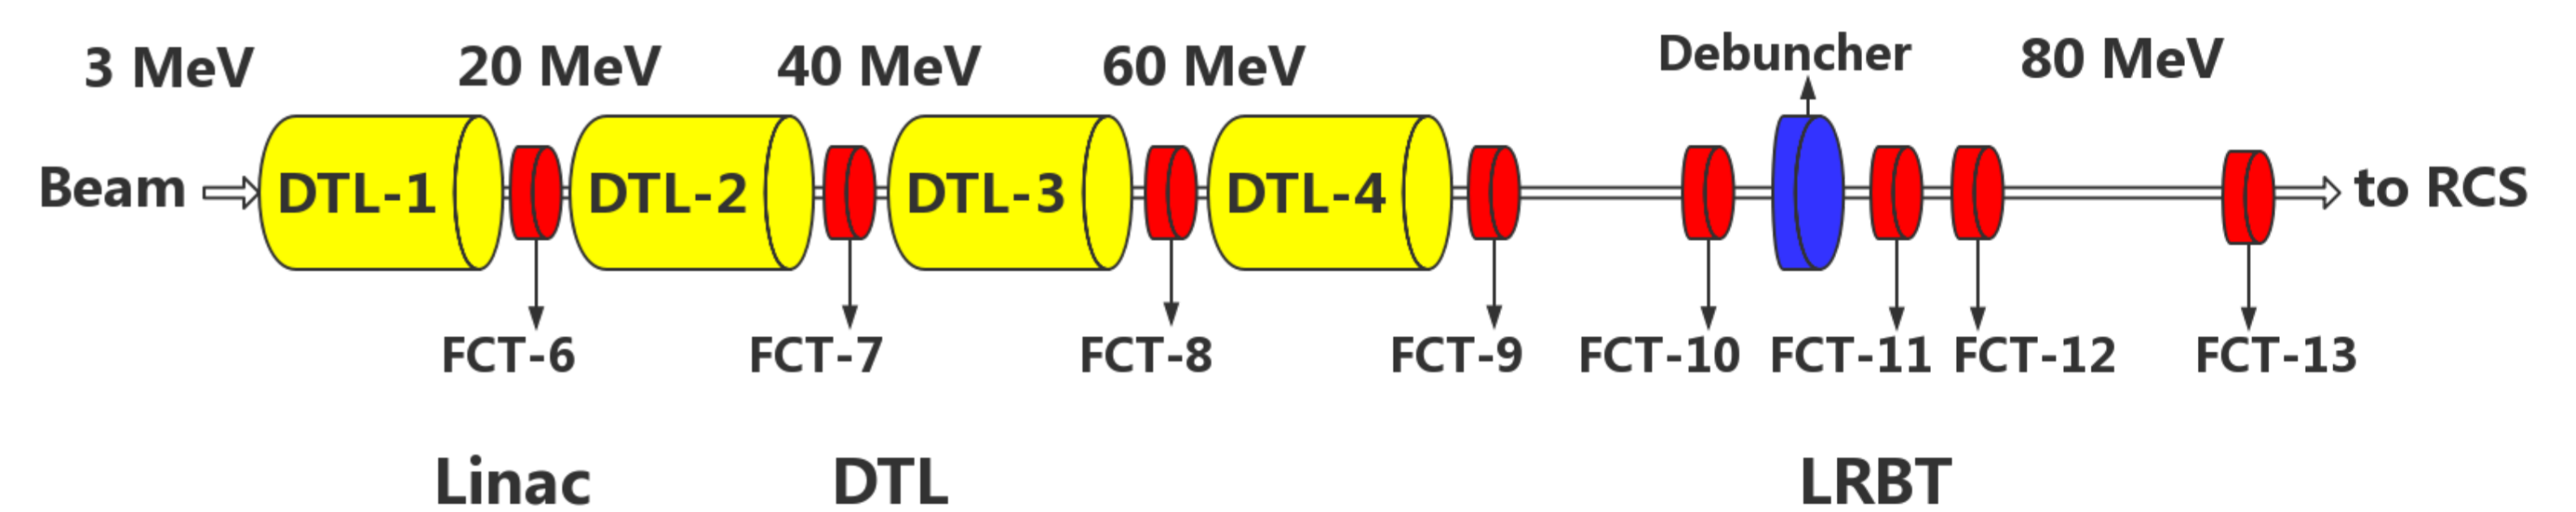 3 MeV 20 MeV 40 MeV 60 MeV Debuncher 80 MeV
Beam DTL-1 DTL-2 DTL-3 DTL-4 to RCS
FCT-6 FCT-7 FCT-8 FCT-9 FCT-10 FCT-11 FCT-12 FCT-13
Linac DTL LRBT